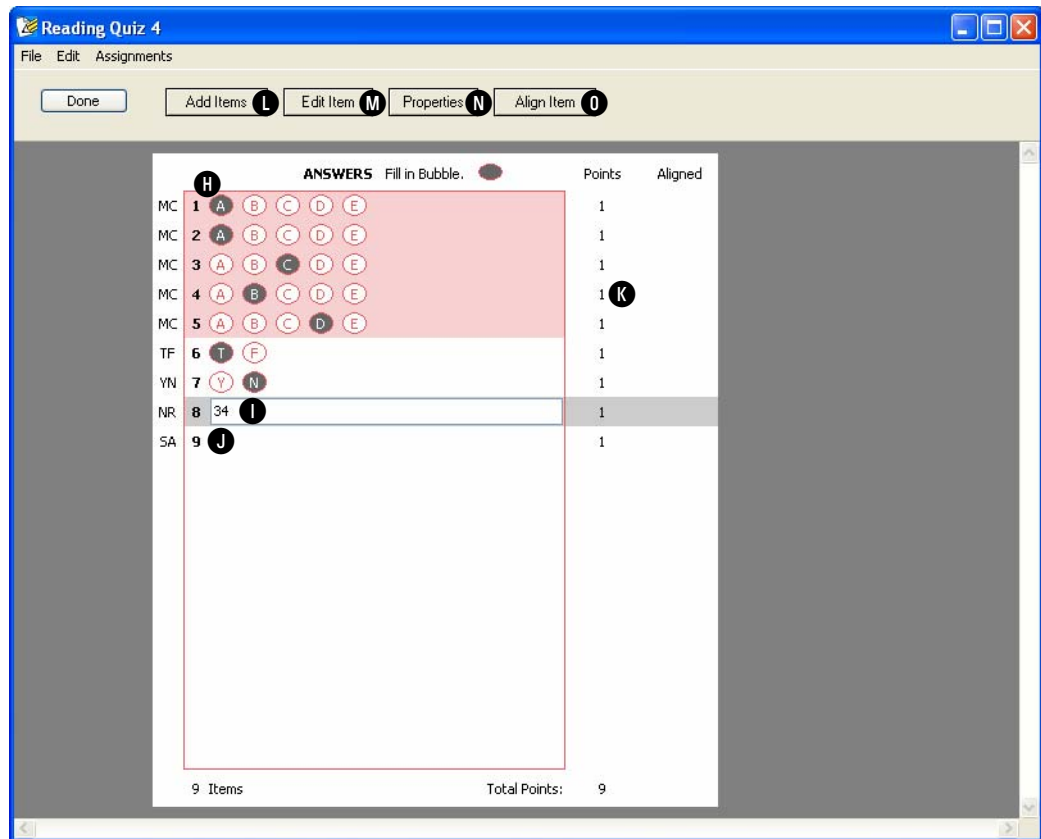 Reading Quiz 4
File Edit Assignments
Done Add Items L Edit Item M Properties N Align Item O
ANSWERS Fill in Bubble. Points Aligned
H
MC 1 A B C D E 1
MC 2 A B C D E 1
MC 3 A B C D E 1
MC 4 A B C D E 1 K
MC 5 A B C D E 1
TF 6 T F 1
YN 7 Y N 1
NR 8 34 I 1
SA 9 J 1
9 Items Total Points: 9